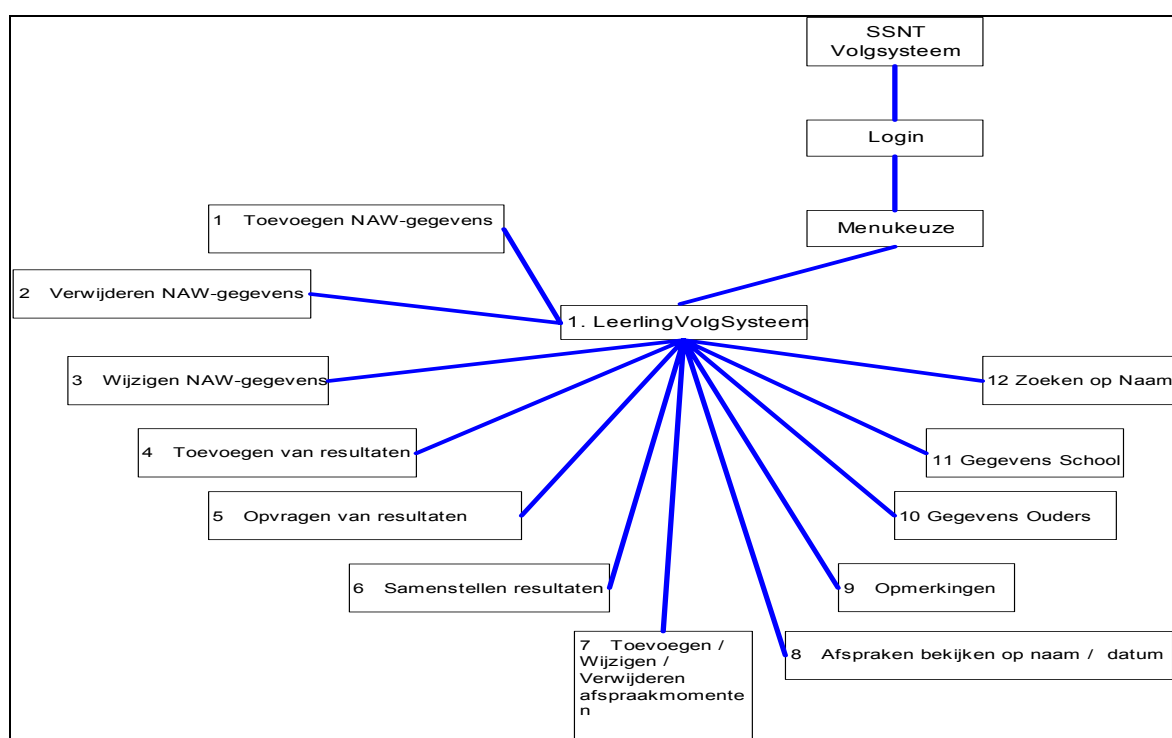 SSNT
Volgsysteem
Login
Menukeuze
1 Toevoegen NAW-gegevens
2 Verwijderen NAW-gegevens
1. LeerlingVolgSysteem
3 Wijzigen NAW-gegevens
12 Zoeken op Naam
4 Toevoegen van resultaten
11 Gegevens School
5 Opvragen van resultaten
10 Gegevens Ouders
6 Samenstellen resultaten
9 Opmerkingen
7 Toevoegen /
Wijzigen /
Verwijderen
afspraakmomente
n
8 Afspraken bekijken op naam / datum